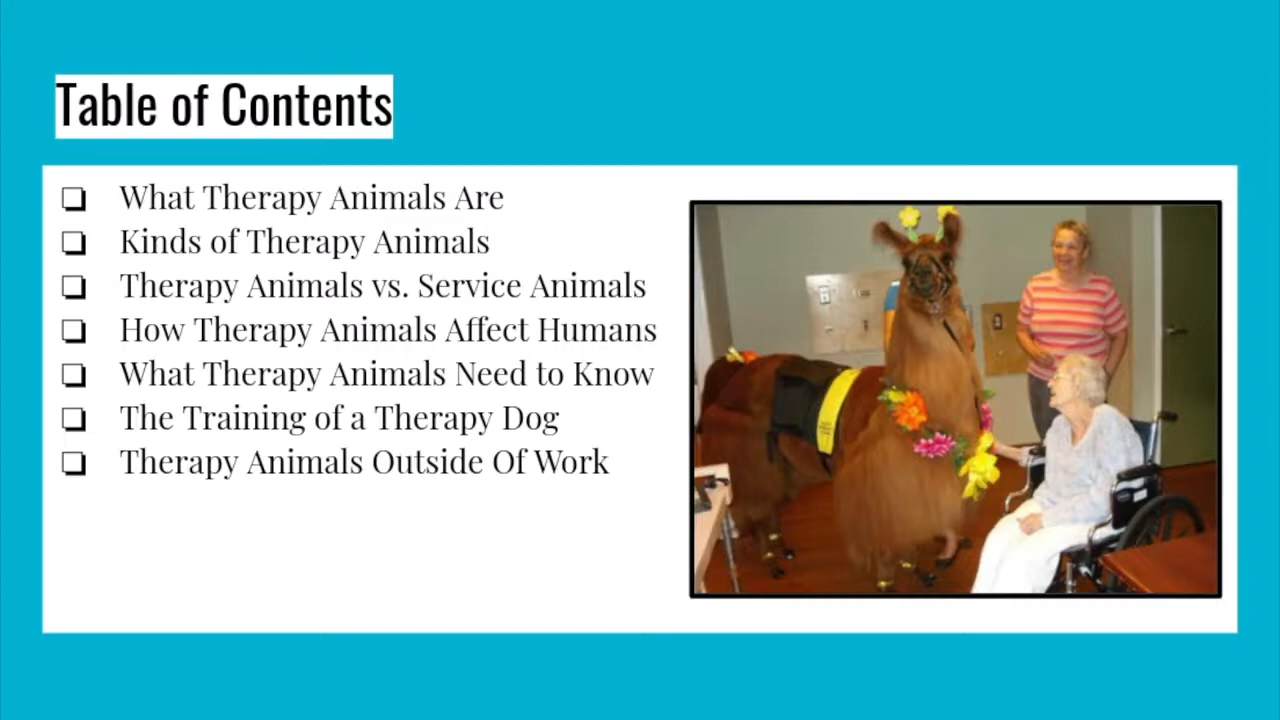 Table of Contents
What Therapy Animals Are
Kinds of Therapy Animals
Therapy Animals vs. Service Animals
How Therapy Animals Affect Humans
What Therapy Animals Need to Know
The Training of a Therapy Dog
Therapy Animals Outside Of Work